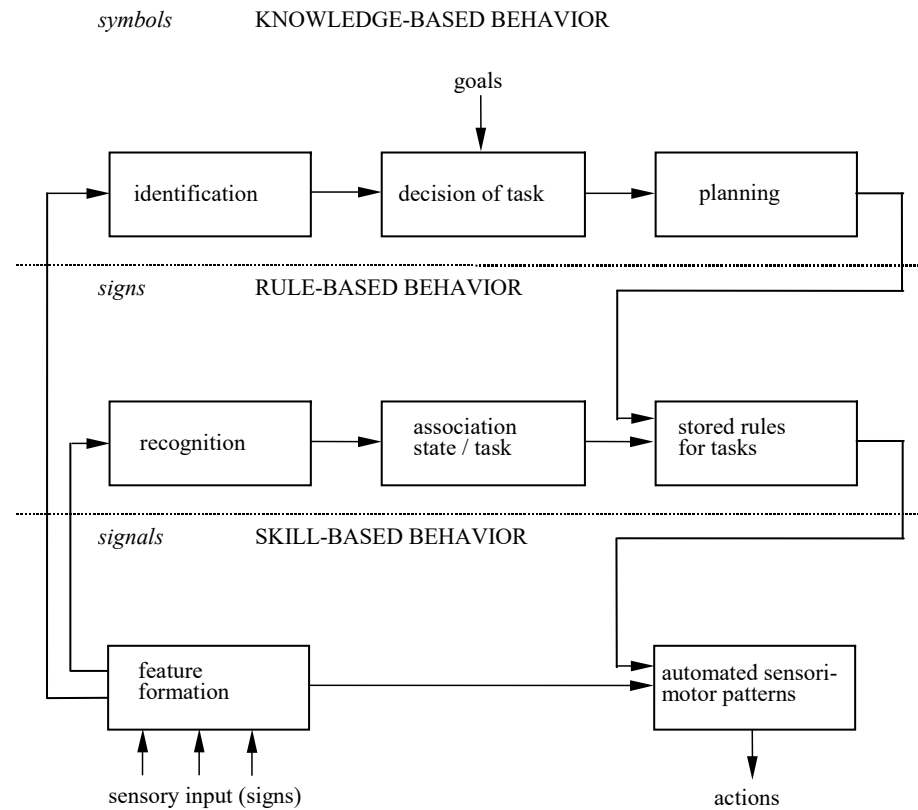 symbols KNOWLEDGE-BASED BEHAVIOR
goals
identification
decision of task
planning
signs RULE-BASED BEHAVIOR
recognition
association
state / task
stored rules
for tasks
signals SKILL-BASED BEHAVIOR
feature
formation
automated sensori-
motor patterns
sensory input (signs)
actions